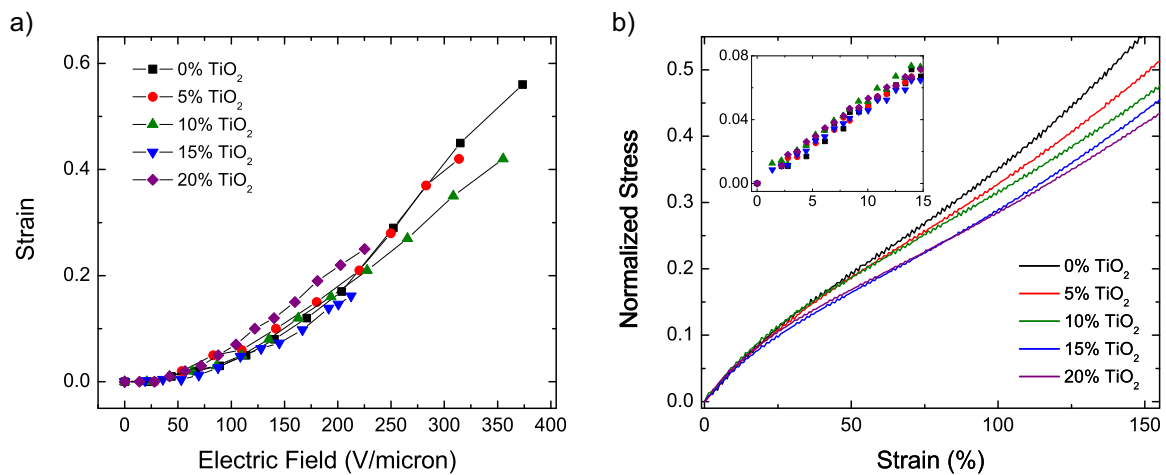 a)
0.6
0.4
0.2
0.0
Strain
0% TiO2
5% TiO2
10% TiO2
15% TiO2
20% TiO2
0 50 100 150 200 250 300 350 400
Electric Field (V/micron)
b)
0.5
0.4
0.3
0.2
0.1
0.0
Normalized Stress
0.08
0.04
0.00
0 5 10 15
0% TiO2
5% TiO2
10% TiO2
15% TiO2
20% TiO2
0 50 100 150
Strain (%)